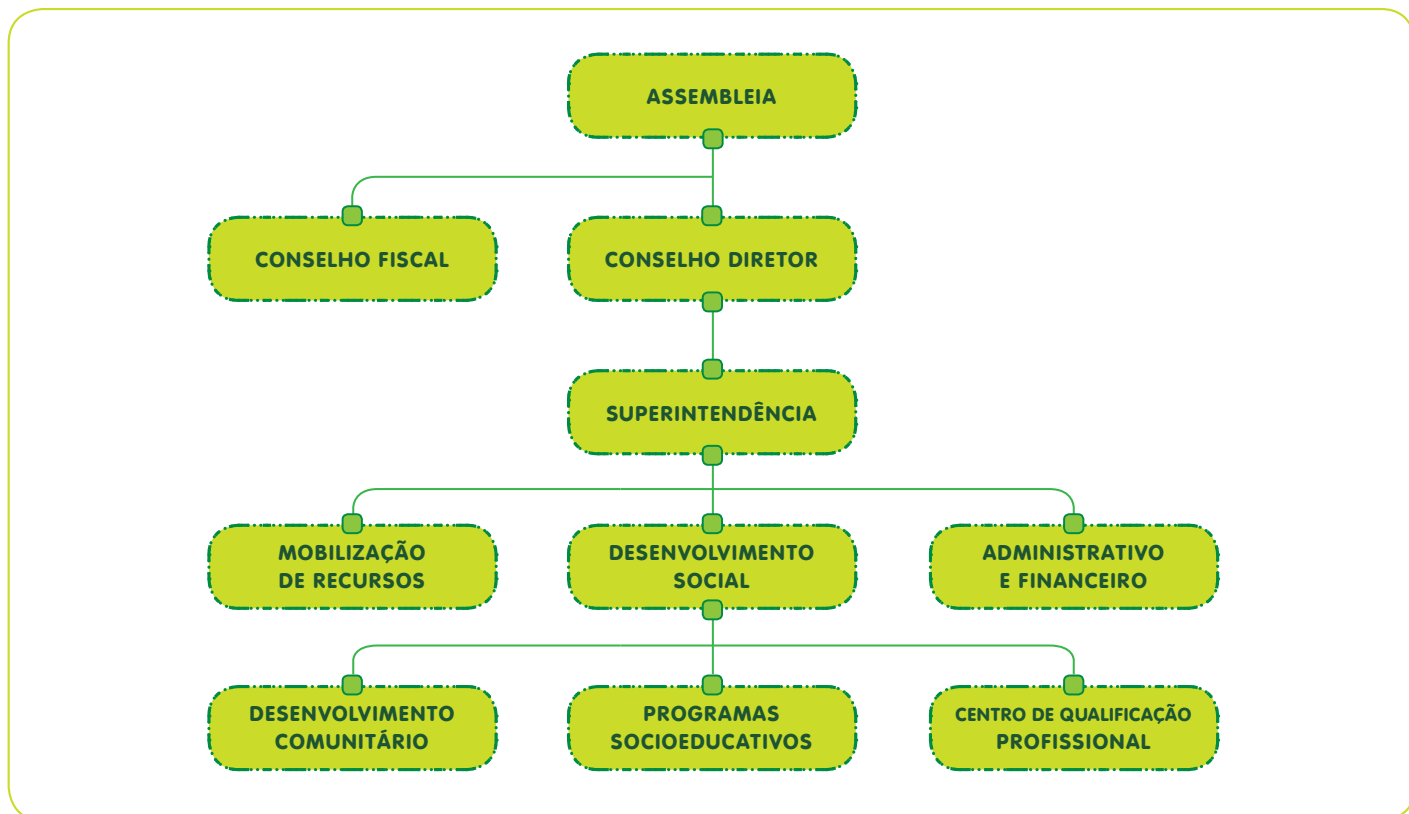 ASSEMBLEIA
CONSELHO FISCAL
CONSELHO DIRETOR
SUPERINTENDÊNCIA
MOBILIZAÇÃO
DE RECURSOS
DESENVOLVIMENTO
SOCIAL
ADMINISTRATIVO
E FINANCEIRO
DESENVOLVIMENTO
COMUNITÁRIO
PROGRAMAS
SOCIOEDUCATIVOS
CENTRO DE QUALIFICAÇÃO
PROFISSIONAL